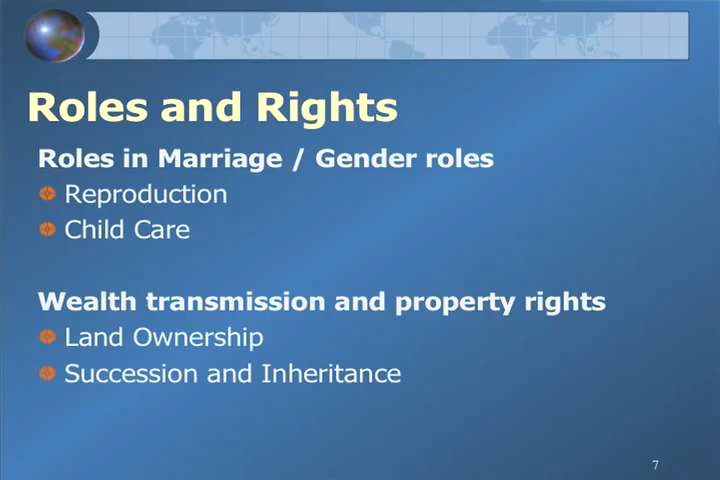 Roles and Rights
Roles in Marriage / Gender roles
Reproduction
Child Care
Wealth transmission and property rights
Land Ownership
Succession and Inheritance
7